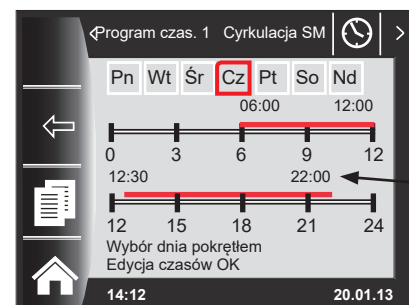 Program czas. 1 Cyrkulacja SM
Pn Wt Śr Cz Pt So Nd
06:00 12:00
0 3 6 9 12
12:30 22:00
12 15 18 21 24
Wybór dnia pokrętłem
Edycja czasów OK
14:12 20.01.13